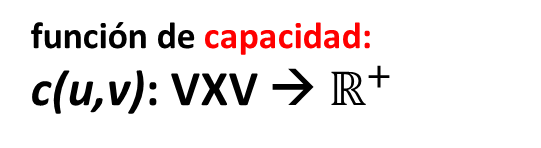 función de capacidad:
c(u,v): VXV → ℝ⁺